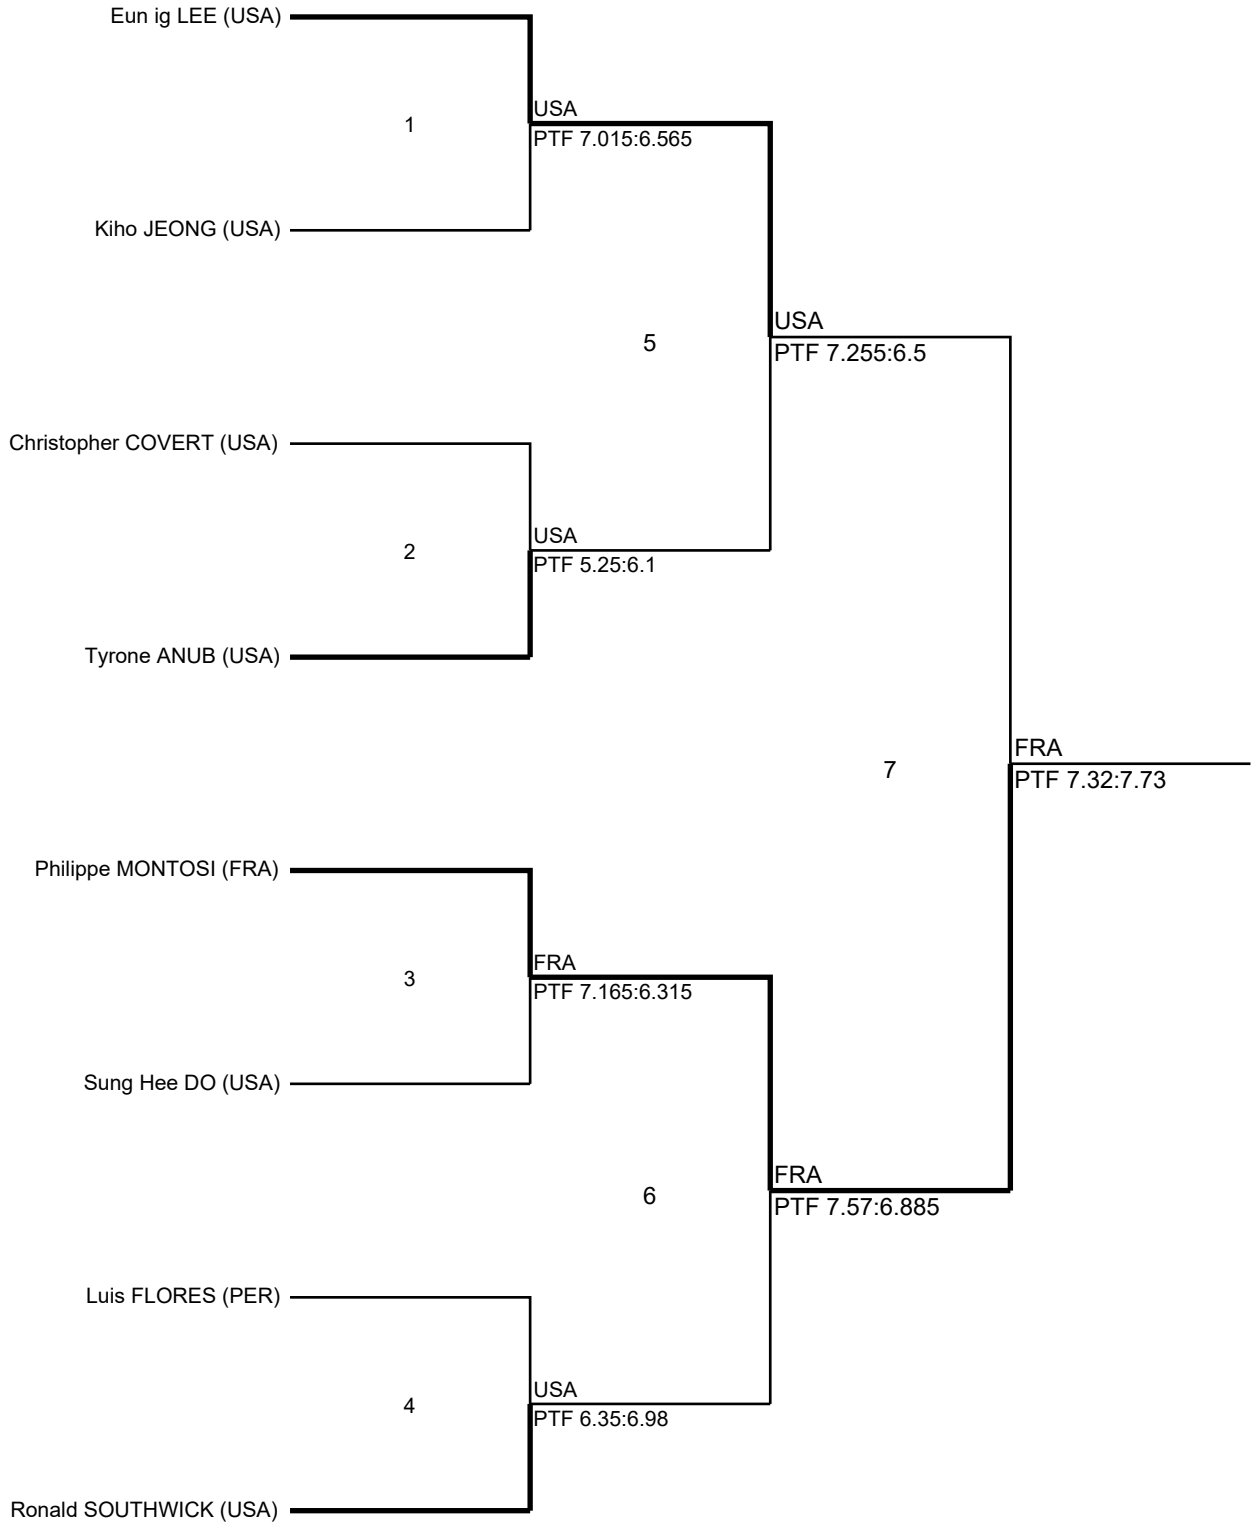 Eun ig LEE (USA)
USA
1
PTF 7.015:6.565
Kiho JEONG (USA)
USA
5
PTF 7.255:6.5
Christopher COVERT (USA)
USA
2
PTF 5.25:6.1
Tyrone ANUB (USA)
FRA
7
PTF 7.32:7.73
Philippe MONTOSI (FRA)
FRA
3
PTF 7.165:6.315
Sung Hee DO (USA)
FRA
6
PTF 7.57:6.885
Luis FLORES (PER)
USA
4
PTF 6.35:6.98
Ronald SOUTHWICK (USA)